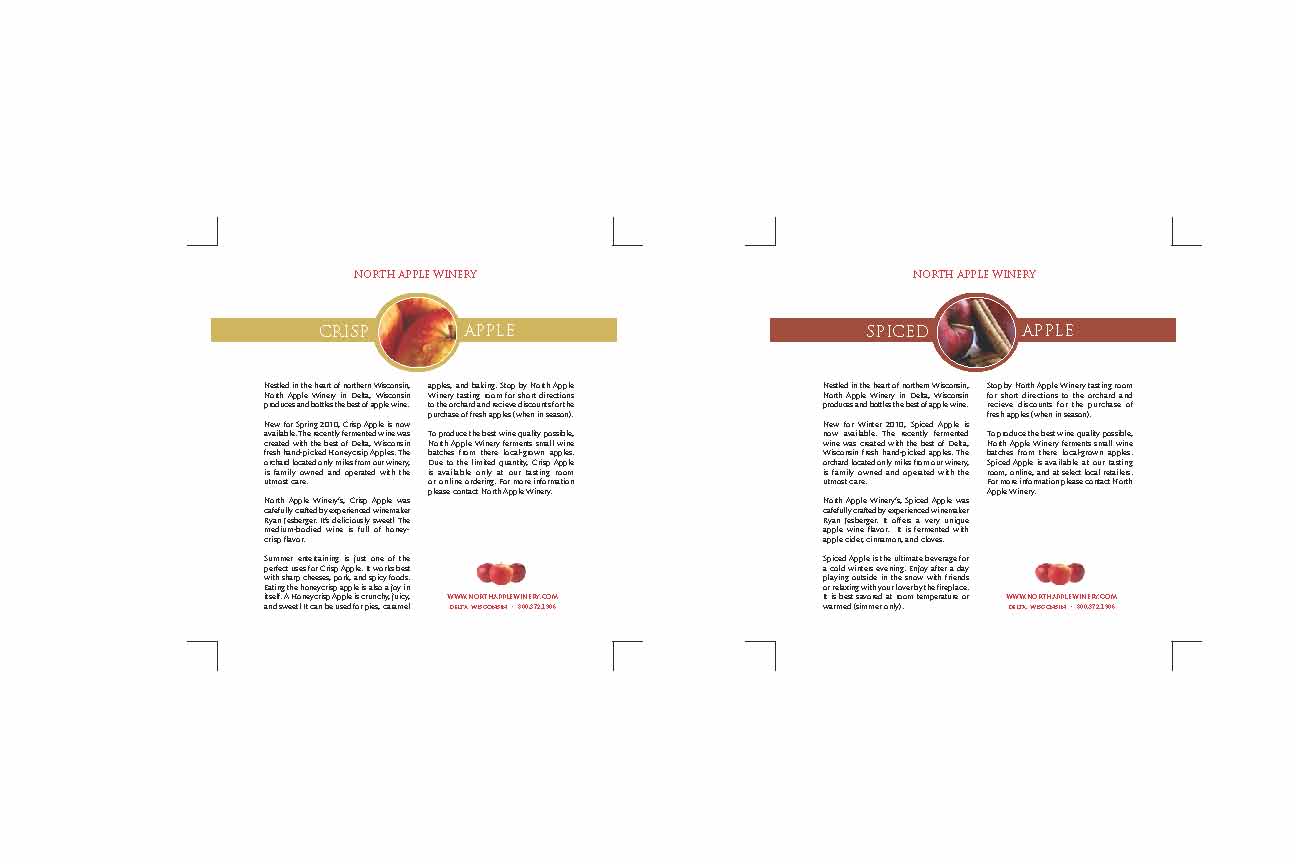 NORTH APPLE WINERY
CRISP APPLE
Nestled in the heart of northern Wisconsin,
North Apple Winery in Delta, Wisconsin
produces and bottles the best of apple wine.
New for Spring 2010, Crisp Apple is now
available. The recently fermented wine was
created with the best of Delta, Wisconsin
fresh hand-picked Honeycrisp Apples. The
orchard located only miles from our winery,
is family owned and operated with the
utmost care.
North Apple Winery's, Crisp Apple was
cafefully crafted by experienced winemaker
Ryan Jesberger. It's deliciously sweet! The
medium-bodied wine is full of honey-
crisp flavor.
Summer entertaining is just one of the
perfect uses for Crisp Apple. It works best
with sharp cheeses, pork, and spicy foods.
Eating the honeycrisp apple is also a joy in
itself. A Honeycrisp Apple is crunchy, juicy,
and sweet! It can be used for pies, caramel
apples, and baking. Stop by North Apple
Winery tasting room for short directions
to the orchard and recieve discounts for the
purchase of fresh apples (when in season).
To produce the best wine quality possible,
North Apple Winery ferments small wine
batches from there local-grown apples.
Due to the limited quantity, Crisp Apple
is available only at our tasting room
or online ordering. For more information
please contact North Apple Winery.
WWW.NORTHAPPLEWINERY.COM
DELTA, WISCONSIN · 800.372.1906
NORTH APPLE WINERY
SPICED APPLE
Nestled in the heart of northern Wisconsin,
North Apple Winery in Delta, Wisconsin
produces and bottles the best of apple wine.
New for Winter 2010, Spiced Apple is
now available. The recently fermented
wine was created with the best of Delta,
Wisconsin fresh hand-picked apples. The
orchard located only miles from our winery,
is family owned and operated with the
utmost care.
North Apple Winery's, Spiced Apple was
cafefully crafted by experienced winemaker
Ryan Jesberger. It offers a very unique
apple wine flavor. It is fermented with
apple cider, cinnamon, and cloves.
Spiced Apple is the ultimate beverage for
a cold winters evening. Enjoy after a day
playing outside in the snow with friends
or relaxing with your lover by the fireplace.
It is best savored at room temperature or
warmed (simmer only).
Stop by North Apple Winery tasting room
for short directions to the orchard and
recieve discounts for the purchase of
fresh apples (when in season).
To produce the best wine quality possible,
North Apple Winery ferments small wine
batches from there local-grown apples.
Spiced Apple is available at our tasting
room, online, and at select local retailers.
For more information please contact North
Apple Winery.
WWW.NORTHAPPLEWINERY.COM
DELTA, WISCONSIN · 800.372.1906